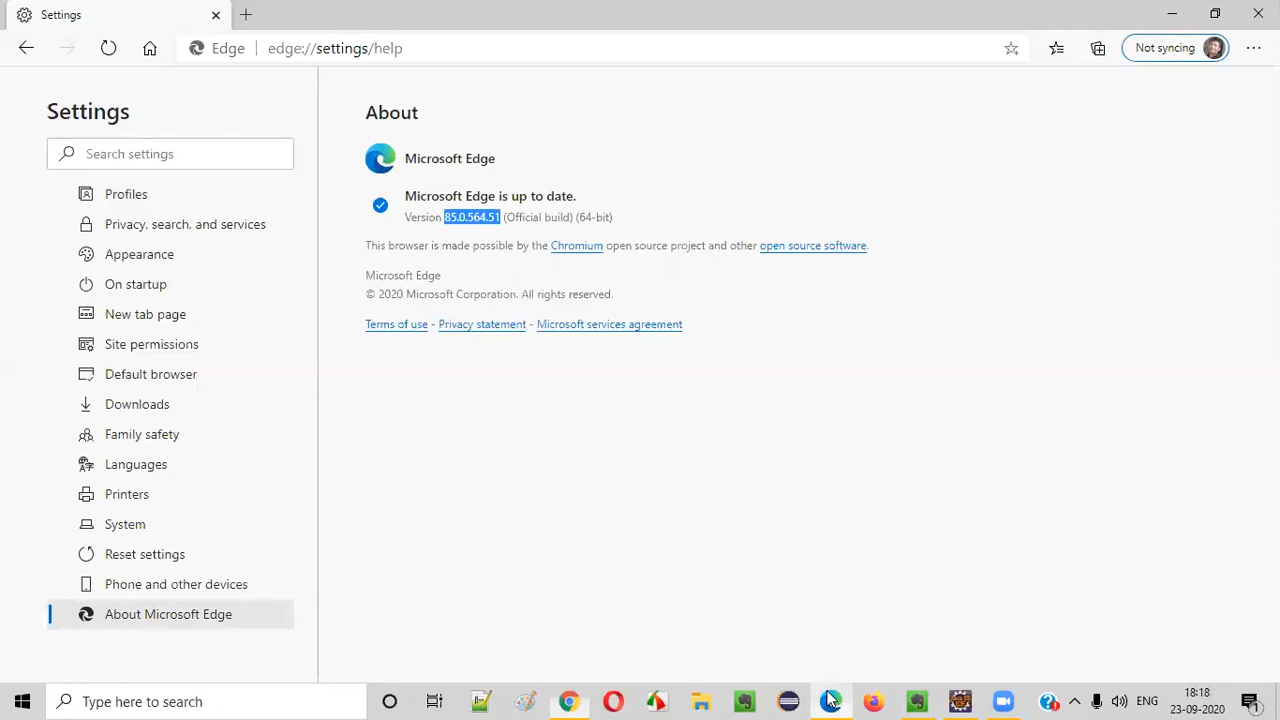 Settings
Edge
edge://settings/help
Not syncing
Settings
Search settings
Profiles
Privacy, search, and services
Appearance
On startup
New tab page
Site permissions
Default browser
Downloads
Family safety
Languages
Printers
System
Reset settings
Phone and other devices
About Microsoft Edge
About
Microsoft Edge
Microsoft Edge is up to date.
Version 85.0.564.51 (Official build) (64-bit)
This browser is made possible by the Chromium open source project and other open source software.
Microsoft Edge
© 2020 Microsoft Corporation. All rights reserved.
Terms of use - Privacy statement - Microsoft services agreement
Type here to search
ENG
18:18
23-09-2020
1